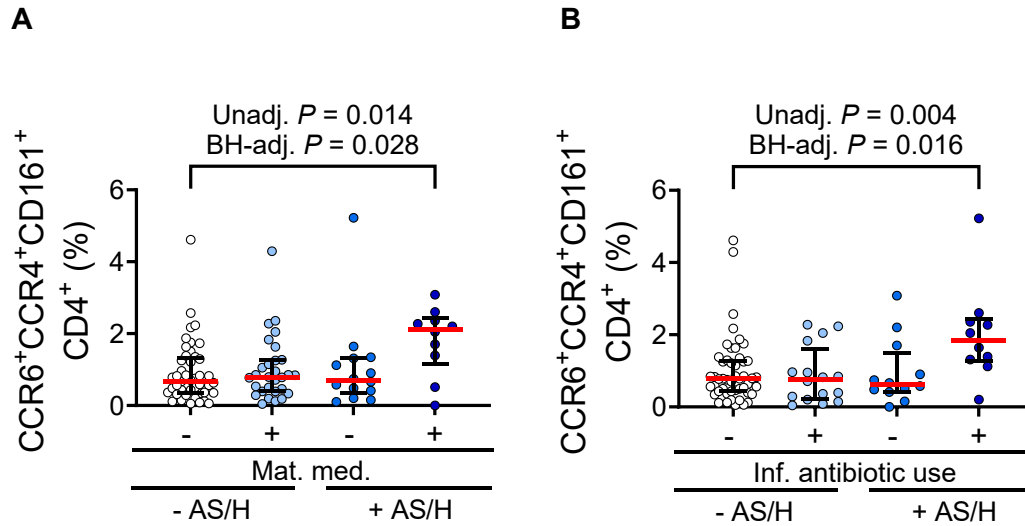 A
Unadj. P = 0.014
BH-adj. P = 0.028
CCR6⁺CCR4⁺CD161⁺
CD4⁺ (%)
6
4
2
0
- + - +
Mat. med.
- AS/H + AS/H
B
Unadj. P = 0.004
BH-adj. P = 0.016
CCR6⁺CCR4⁺CD161⁺
CD4⁺ (%)
6
4
2
0
- + - +
Inf. antibiotic use
- AS/H + AS/H